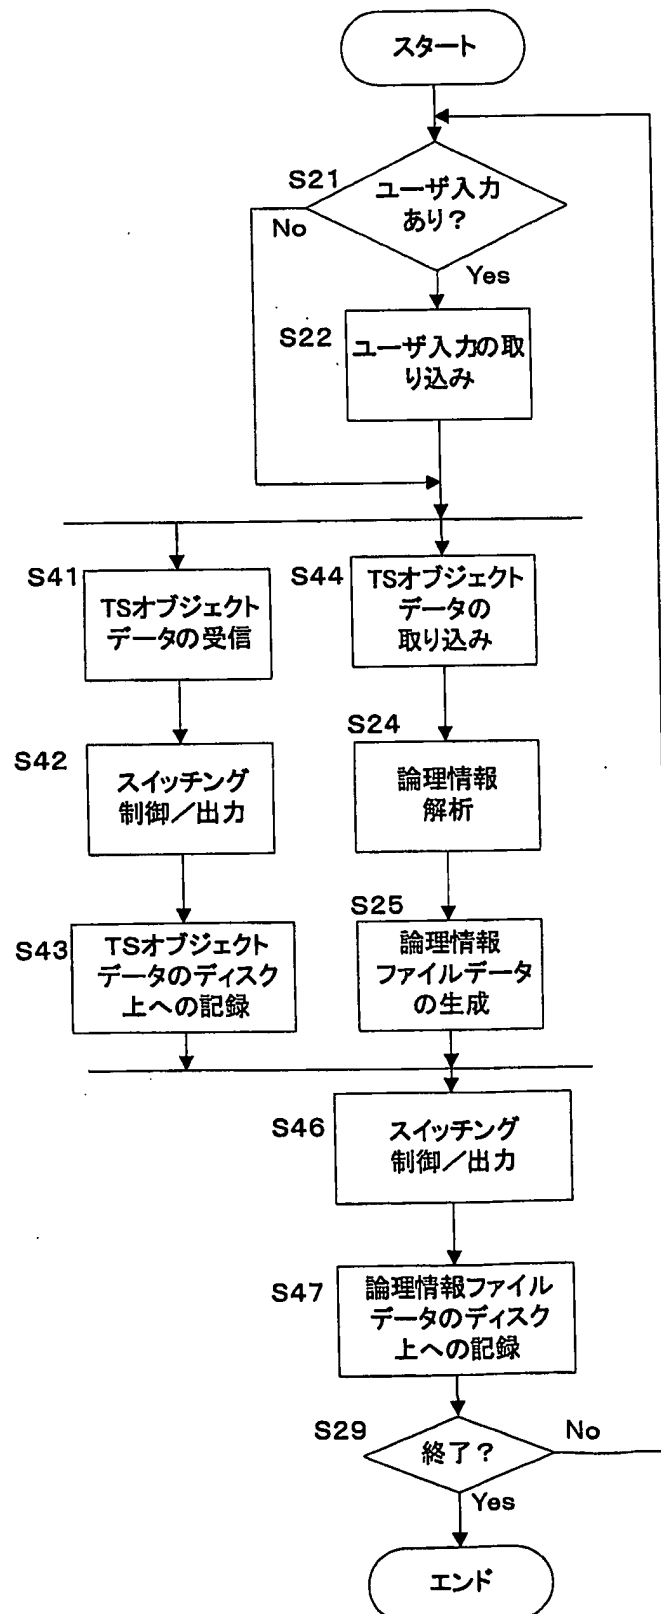 スタート
S21
ユーザ入力
あり？
No
Yes
S22
ユーザ入力の取
り込み
S41
TSオブジェクト
データの受信
S44
TSオブジェクト
データの
取り込み
S42
スイッチング
制御／出力
S24
論理情報
解析
S43
TSオブジェクト
データのディスク
上への記録
S25
論理情報
ファイルデータ
の生成
S46
スイッチング
制御／出力
S47
論理情報ファイル
データのディスク
上への記録
S29
終了？
No
Yes
エンド